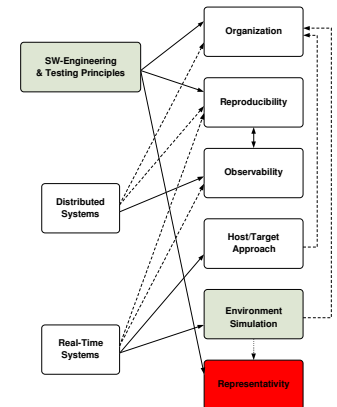 Organization
SW-Engineering
& Testing Principles
Reproducibility
Observability
Distributed
Systems
Host/Target
Approach
Environment
Simulation
Real-Time
Systems
Representativity